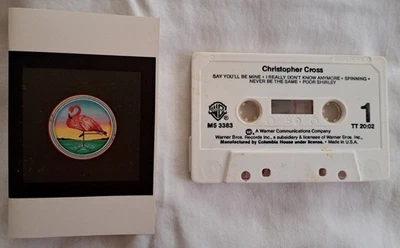 Christopher Cross
SAY YOU'LL BE MINE • I REALLY DON'T KNOW ANYMORE • SPINNING •
NEVER BE THE SAME • POOR SHIRLEY
WB
M5 3383
1
TT 20:02
A Warner Communications Company
Warner Bros. Records Inc., a subsidiary & licensee of Warner Bros. Inc.,
Manufactured by Columbia House under license. • Made in U.S.A.